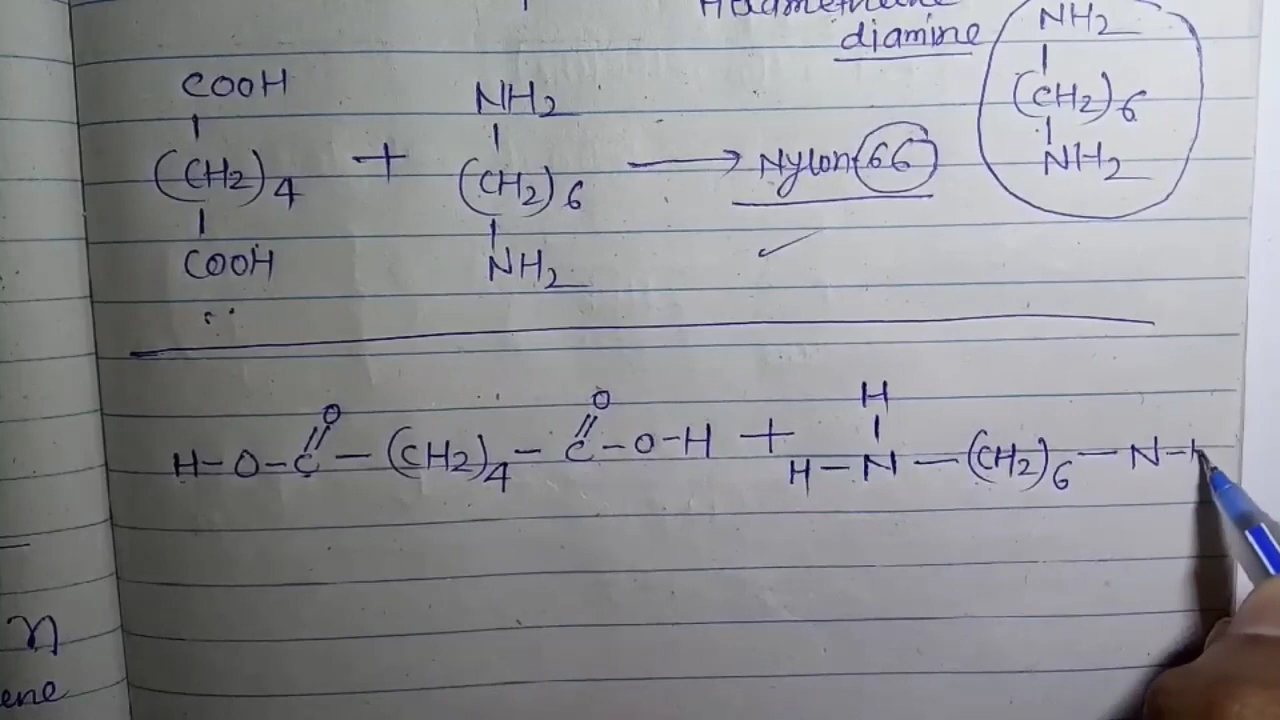 diamine
NH2
(CH2)6
NH2
COOH
(CH2)4
COOH
+
NH2
(CH2)6
NH2
⟶ Nylon-66
H-O-C(=O)-(CH2)4-C(=O)-O-H + H-N(-H)-(CH2)6-N-
η
ene